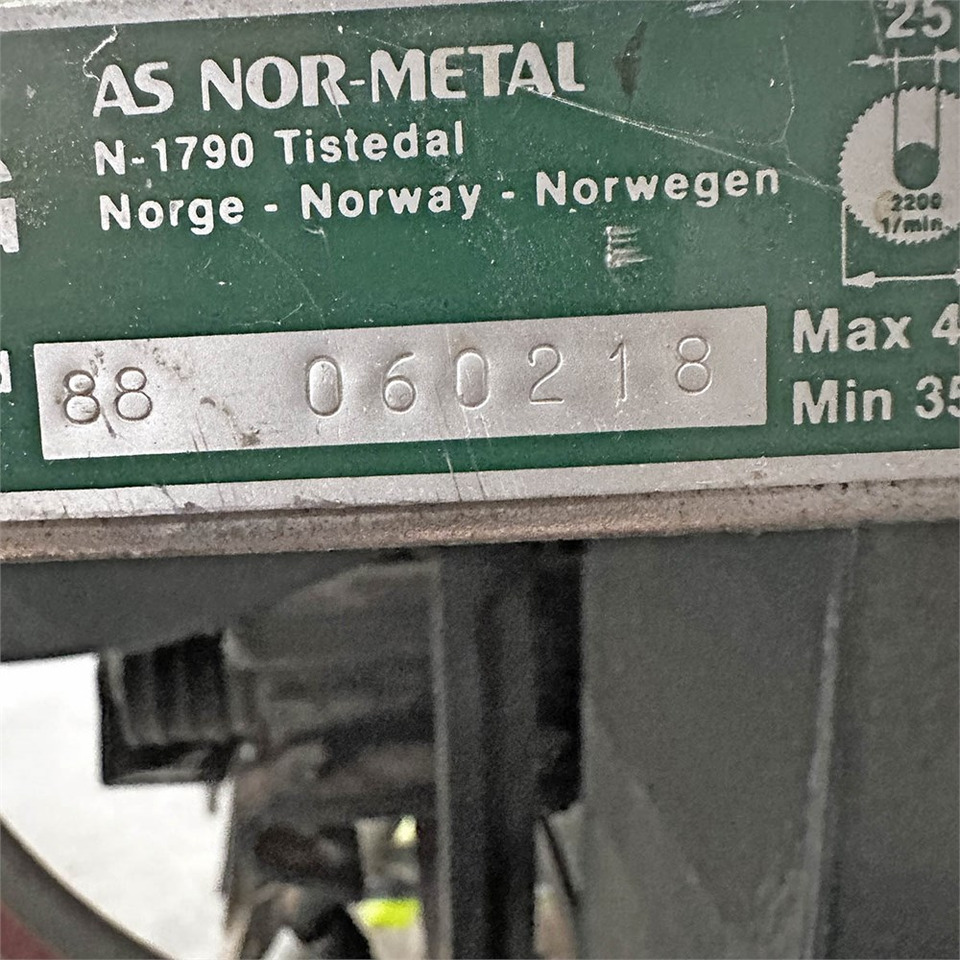 AS NOR-METAL
N-1790 Tistedal
Norge - Norway - Norwegen
25
2200
1/min.
88 060218
Max 4
Min 35